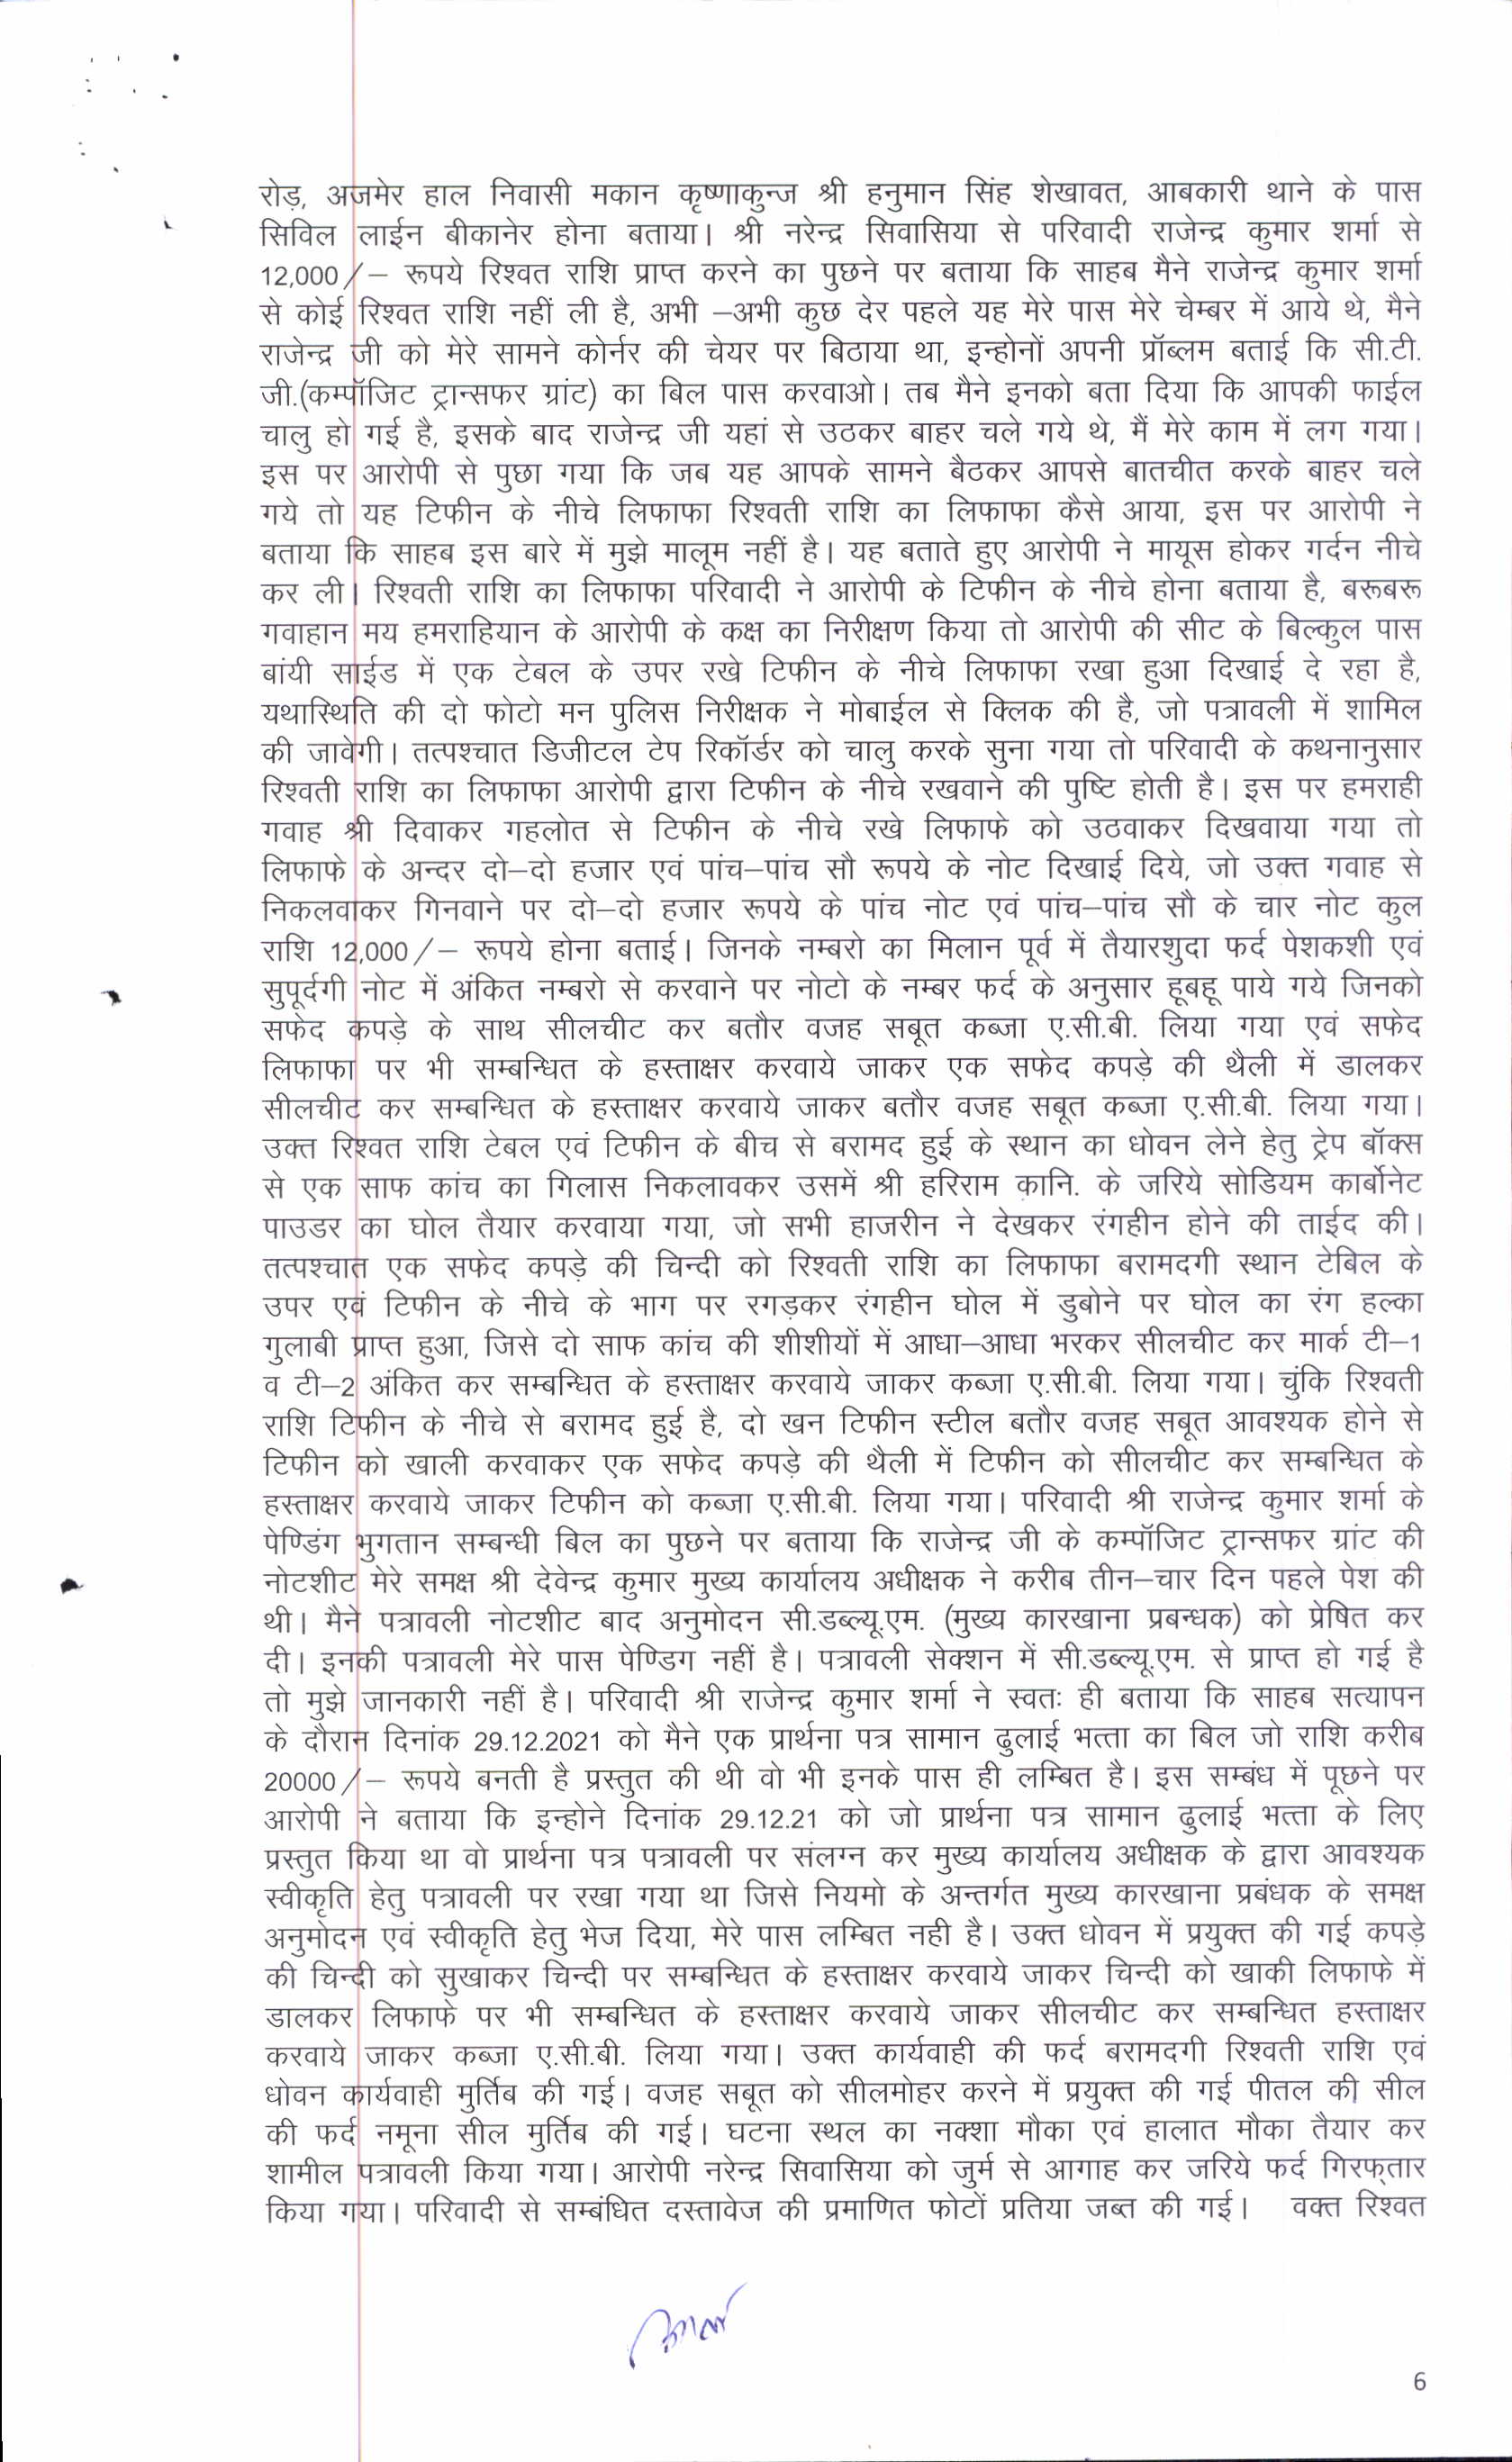 रोड़, अजमेर हाल निवासी मकान कृष्णाकुन्ज श्री हनुमान सिंह शेखावत, आबकारी थाने के पास
सिविल लाईन बीकानेर होना बताया। श्री नरेन्द्र सिवासिया से परिवादी राजेन्द्र कुमार शर्मा से
12,000/– रूपये रिश्वत राशि प्राप्त करने का पुछने पर बताया कि साहब मैने राजेन्द्र कुमार शर्मा
से कोई रिश्वत राशि नहीं ली है, अभी –अभी कुछ देर पहले यह मेरे पास मेरे चेम्बर में आये थे, मैने
राजेन्द्र जी को मेरे सामने कोर्नर की चेयर पर बिठाया था, इन्होनों अपनी प्रॉब्लम बताई कि सी.टी.
जी.(कम्पॉजिट ट्रान्सफर ग्रांट) का बिल पास करवाओ। तब मैने इनको बता दिया कि आपकी फाईल
चालु हो गई है, इसके बाद राजेन्द्र जी यहां से उठकर बाहर चले गये थे, मैं मेरे काम में लग गया।
इस पर आरोपी से पुछा गया कि जब यह आपके सामने बैठकर आपसे बातचीत करके बाहर चले
गये तो यह टिफीन के नीचे लिफाफा रिश्वती राशि का लिफाफा कैसे आया, इस पर आरोपी ने
बताया कि साहब इस बारे में मुझे मालूम नहीं है। यह बताते हुए आरोपी ने मायूस होकर गर्दन नीचे
कर ली। रिश्वती राशि का लिफाफा परिवादी ने आरोपी के टिफीन के नीचे होना बताया है, बरूबरू
गवाहान मय हमराहियान के आरोपी के कक्ष का निरीक्षण किया तो आरोपी की सीट के बिल्कुल पास
बांयी साईड में एक टेबल के उपर रखे टिफीन के नीचे लिफाफा रखा हुआ दिखाई दे रहा है,
यथास्थिति की दो फोटो मन पुलिस निरीक्षक ने मोबाईल से क्लिक की है, जो पत्रावली में शामिल
की जावेगी। तत्पश्चात डिजीटल टेप रिकॉर्डर को चालु करके सुना गया तो परिवादी के कथनानुसार
रिश्वती राशि का लिफाफा आरोपी द्वारा टिफीन के नीचे रखवाने की पुष्टि होती है। इस पर हमराही
गवाह श्री दिवाकर गहलोत से टिफीन के नीचे रखे लिफाफे को उठवाकर दिखवाया गया तो
लिफाफे के अन्दर दो–दो हजार एवं पांच–पांच सौ रूपये के नोट दिखाई दिये, जो उक्त गवाह से
निकलवाकर गिनवाने पर दो–दो हजार रूपये के पांच नोट एवं पांच–पांच सौ के चार नोट कुल
राशि 12,000/– रूपये होना बताई। जिनके नम्बरो का मिलान पूर्व में तैयारशुदा फर्द पेशकशी एवं
सुपूर्दगी नोट में अंकित नम्बरो से करवाने पर नोटो के नम्बर फर्द के अनुसार हूबहू पाये गये जिनको
सफेद कपड़े के साथ सीलचीट कर बतौर वजह सबूत कब्जा ए.सी.बी. लिया गया एवं सफेद
लिफाफा पर भी सम्बन्धित के हस्ताक्षर करवाये जाकर एक सफेद कपड़े की थैली में डालकर
सीलचीट कर सम्बन्धित के हस्ताक्षर करवाये जाकर बतौर वजह सबूत कब्जा ए.सी.बी. लिया गया।
उक्त रिश्वत राशि टेबल एवं टिफीन के बीच से बरामद हुई के स्थान का धोवन लेने हेतु ट्रेप बॉक्स
से एक साफ कांच का गिलास निकलावकर उसमें श्री हरिराम कानि. के जरिये सोडियम कार्बोनेट
पाउडर का घोल तैयार करवाया गया, जो सभी हाजरीन ने देखकर रंगहीन होने की ताईद की।
तत्पश्चात एक सफेद कपड़े की चिन्दी को रिश्वती राशि का लिफाफा बरामदगी स्थान टेबिल के
उपर एवं टिफीन के नीचे के भाग पर रगड़कर रंगहीन घोल में डुबोने पर घोल का रंग हल्का
गुलाबी प्राप्त हुआ, जिसे दो साफ कांच की शीशीयों में आधा–आधा भरकर सीलचीट कर मार्क टी–1
व टी–2 अंकित कर सम्बन्धित के हस्ताक्षर करवाये जाकर कब्जा ए.सी.बी. लिया गया। चुंकि रिश्वती
राशि टिफीन के नीचे से बरामद हुई है, दो खन टिफीन स्टील बतौर वजह सबूत आवश्यक होने से
टिफीन को खाली करवाकर एक सफेद कपड़े की थैली में टिफीन को सीलचीट कर सम्बन्धित के
हस्ताक्षर करवाये जाकर टिफीन को कब्जा ए.सी.बी. लिया गया। परिवादी श्री राजेन्द्र कुमार शर्मा के
पेण्डिंग भुगतान सम्बन्धी बिल का पुछने पर बताया कि राजेन्द्र जी के कम्पॉजिट ट्रान्सफर ग्रांट की
नोटशीट मेरे समक्ष श्री देवेन्द्र कुमार मुख्य कार्यालय अधीक्षक ने करीब तीन–चार दिन पहले पेश की
थी। मैने पत्रावली नोटशीट बाद अनुमोदन सी.डब्ल्यू.एम. (मुख्य कारखाना प्रबन्धक) को प्रेषित कर
दी। इनकी पत्रावली मेरे पास पेण्डिग नहीं है। पत्रावली सेक्शन में सी.डब्ल्यू.एम. से प्राप्त हो गई है
तो मुझे जानकारी नहीं है। परिवादी श्री राजेन्द्र कुमार शर्मा ने स्वतः ही बताया कि साहब सत्यापन
के दौरान दिनांक 29.12.2021 को मैने एक प्रार्थना पत्र सामान ढुलाई भत्ता का बिल जो राशि करीब
20000/– रूपये बनती है प्रस्तुत की थी वो भी इनके पास ही लम्बित है। इस सम्बंध में पूछने पर
आरोपी ने बताया कि इन्होने दिनांक 29.12.21 को जो प्रार्थना पत्र सामान ढुलाई भत्ता के लिए
प्रस्तुत किया था वो प्रार्थना पत्र पत्रावली पर संलग्न कर मुख्य कार्यालय अधीक्षक के द्वारा आवश्यक
स्वीकृति हेतु पत्रावली पर रखा गया था जिसे नियमो के अन्तर्गत मुख्य कारखाना प्रबंधक के समक्ष
अनुमोदन एवं स्वीकृति हेतु भेज दिया, मेरे पास लम्बित नही है। उक्त धोवन में प्रयुक्त की गई कपड़े
की चिन्दी को सुखाकर चिन्दी पर सम्बन्धित के हस्ताक्षर करवाये जाकर चिन्दी को खाकी लिफाफे में
डालकर लिफाफे पर भी सम्बन्धित के हस्ताक्षर करवाये जाकर सीलचीट कर सम्बन्धित हस्ताक्षर
करवाये जाकर कब्जा ए.सी.बी. लिया गया। उक्त कार्यवाही की फर्द बरामदगी रिश्वती राशि एवं
धोवन कार्यवाही मुर्तिब की गई। वजह सबूत को सीलमोहर करने में प्रयुक्त की गई पीतल की सील
की फर्द नमूना सील मुर्तिब की गई। घटना स्थल का नक्शा मौका एवं हालात मौका तैयार कर
शामील पत्रावली किया गया। आरोपी नरेन्द्र सिवासिया को जुर्म से आगाह कर जरिये फर्द गिरफ्तार
किया गया। परिवादी से सम्बंधित दस्तावेज की प्रमाणित फोटों प्रतिया जब्त की गई। वक्त रिश्वत
6